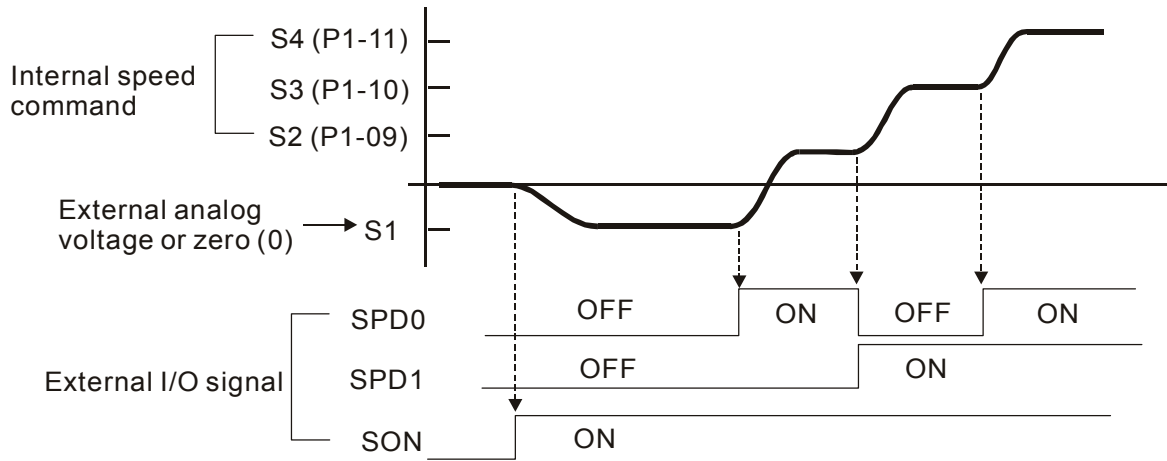 S4 (P1-11)
Internal speed
command
S3 (P1-10)
S2 (P1-09)
External analog
voltage or zero (0)
S1
SPD0
OFF
ON
OFF
ON
External I/O signal
SPD1
OFF
ON
SON
ON